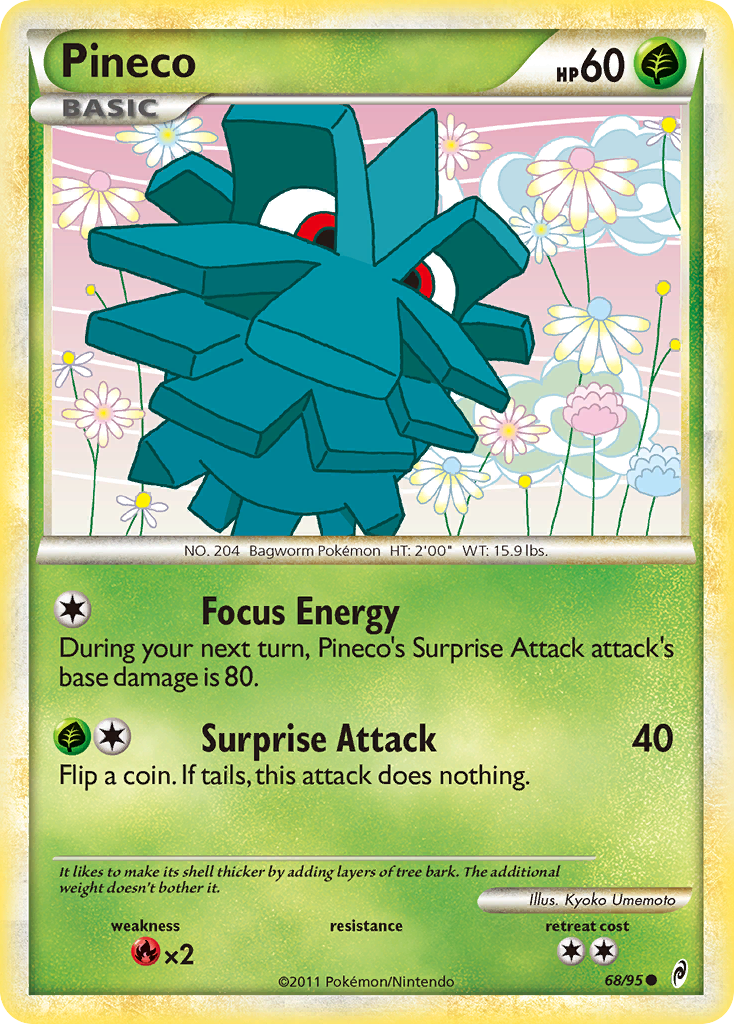 Pineco
HP60
BASIC
NO. 204 Bagworm Pokémon HT: 2'00" WT: 15.9 lbs.
Focus Energy
During your next turn, Pineco's Surprise Attack attack's
base damage is 80.
Surprise Attack 40
Flip a coin. If tails, this attack does nothing.
It likes to make its shell thicker by adding layers of tree bark. The additional
weight doesn't bother it.
Illus. Kyoko Umemoto
weakness resistance retreat cost
×2
©2011 Pokémon/Nintendo
68/95